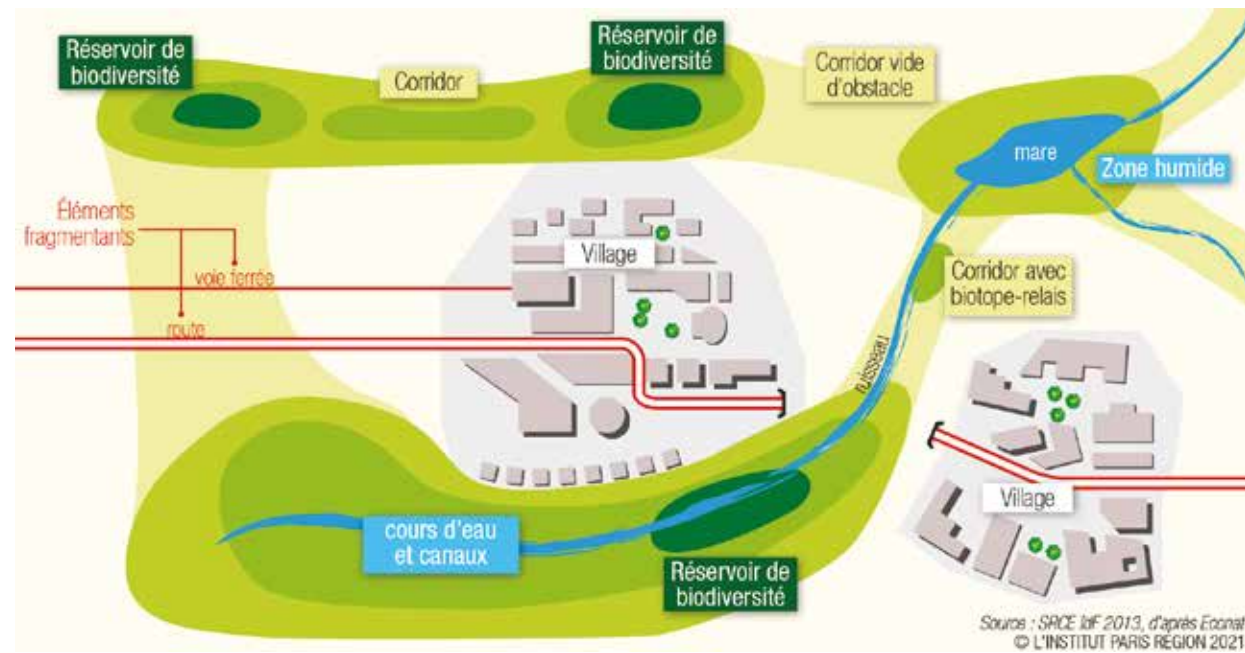 Réservoir de
biodiversité
Corridor
Réservoir de
biodiversité
Corridor vide
d'obstacle
mare
Zone humide
Éléments
fragmentants
voie ferrée
route
Village
Corridor avec
biotope-relais
ruisseau
Village
cours d'eau
et canaux
Réservoir de
biodiversité
Source : SRCE IdF 2013, d'après Econat
© L'INSTITUT PARIS REGION 2021